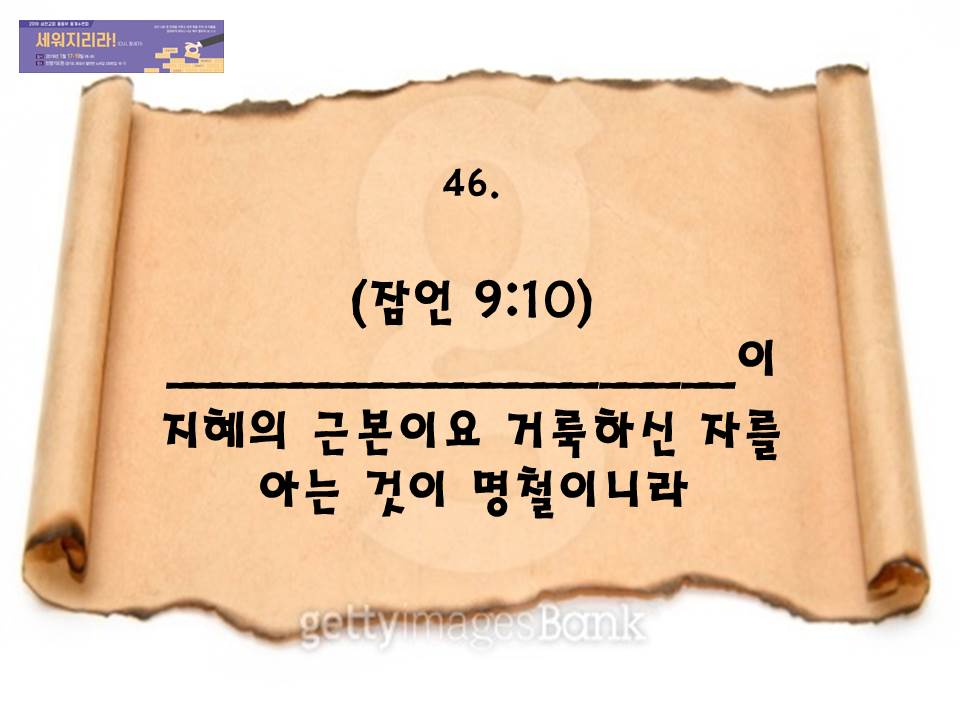 세워지리라!
46.
(잠언 9:10)
______________________이
지혜의 근본이요 거룩하신 자를
아는 것이 명철이니라
gettyimagesBank